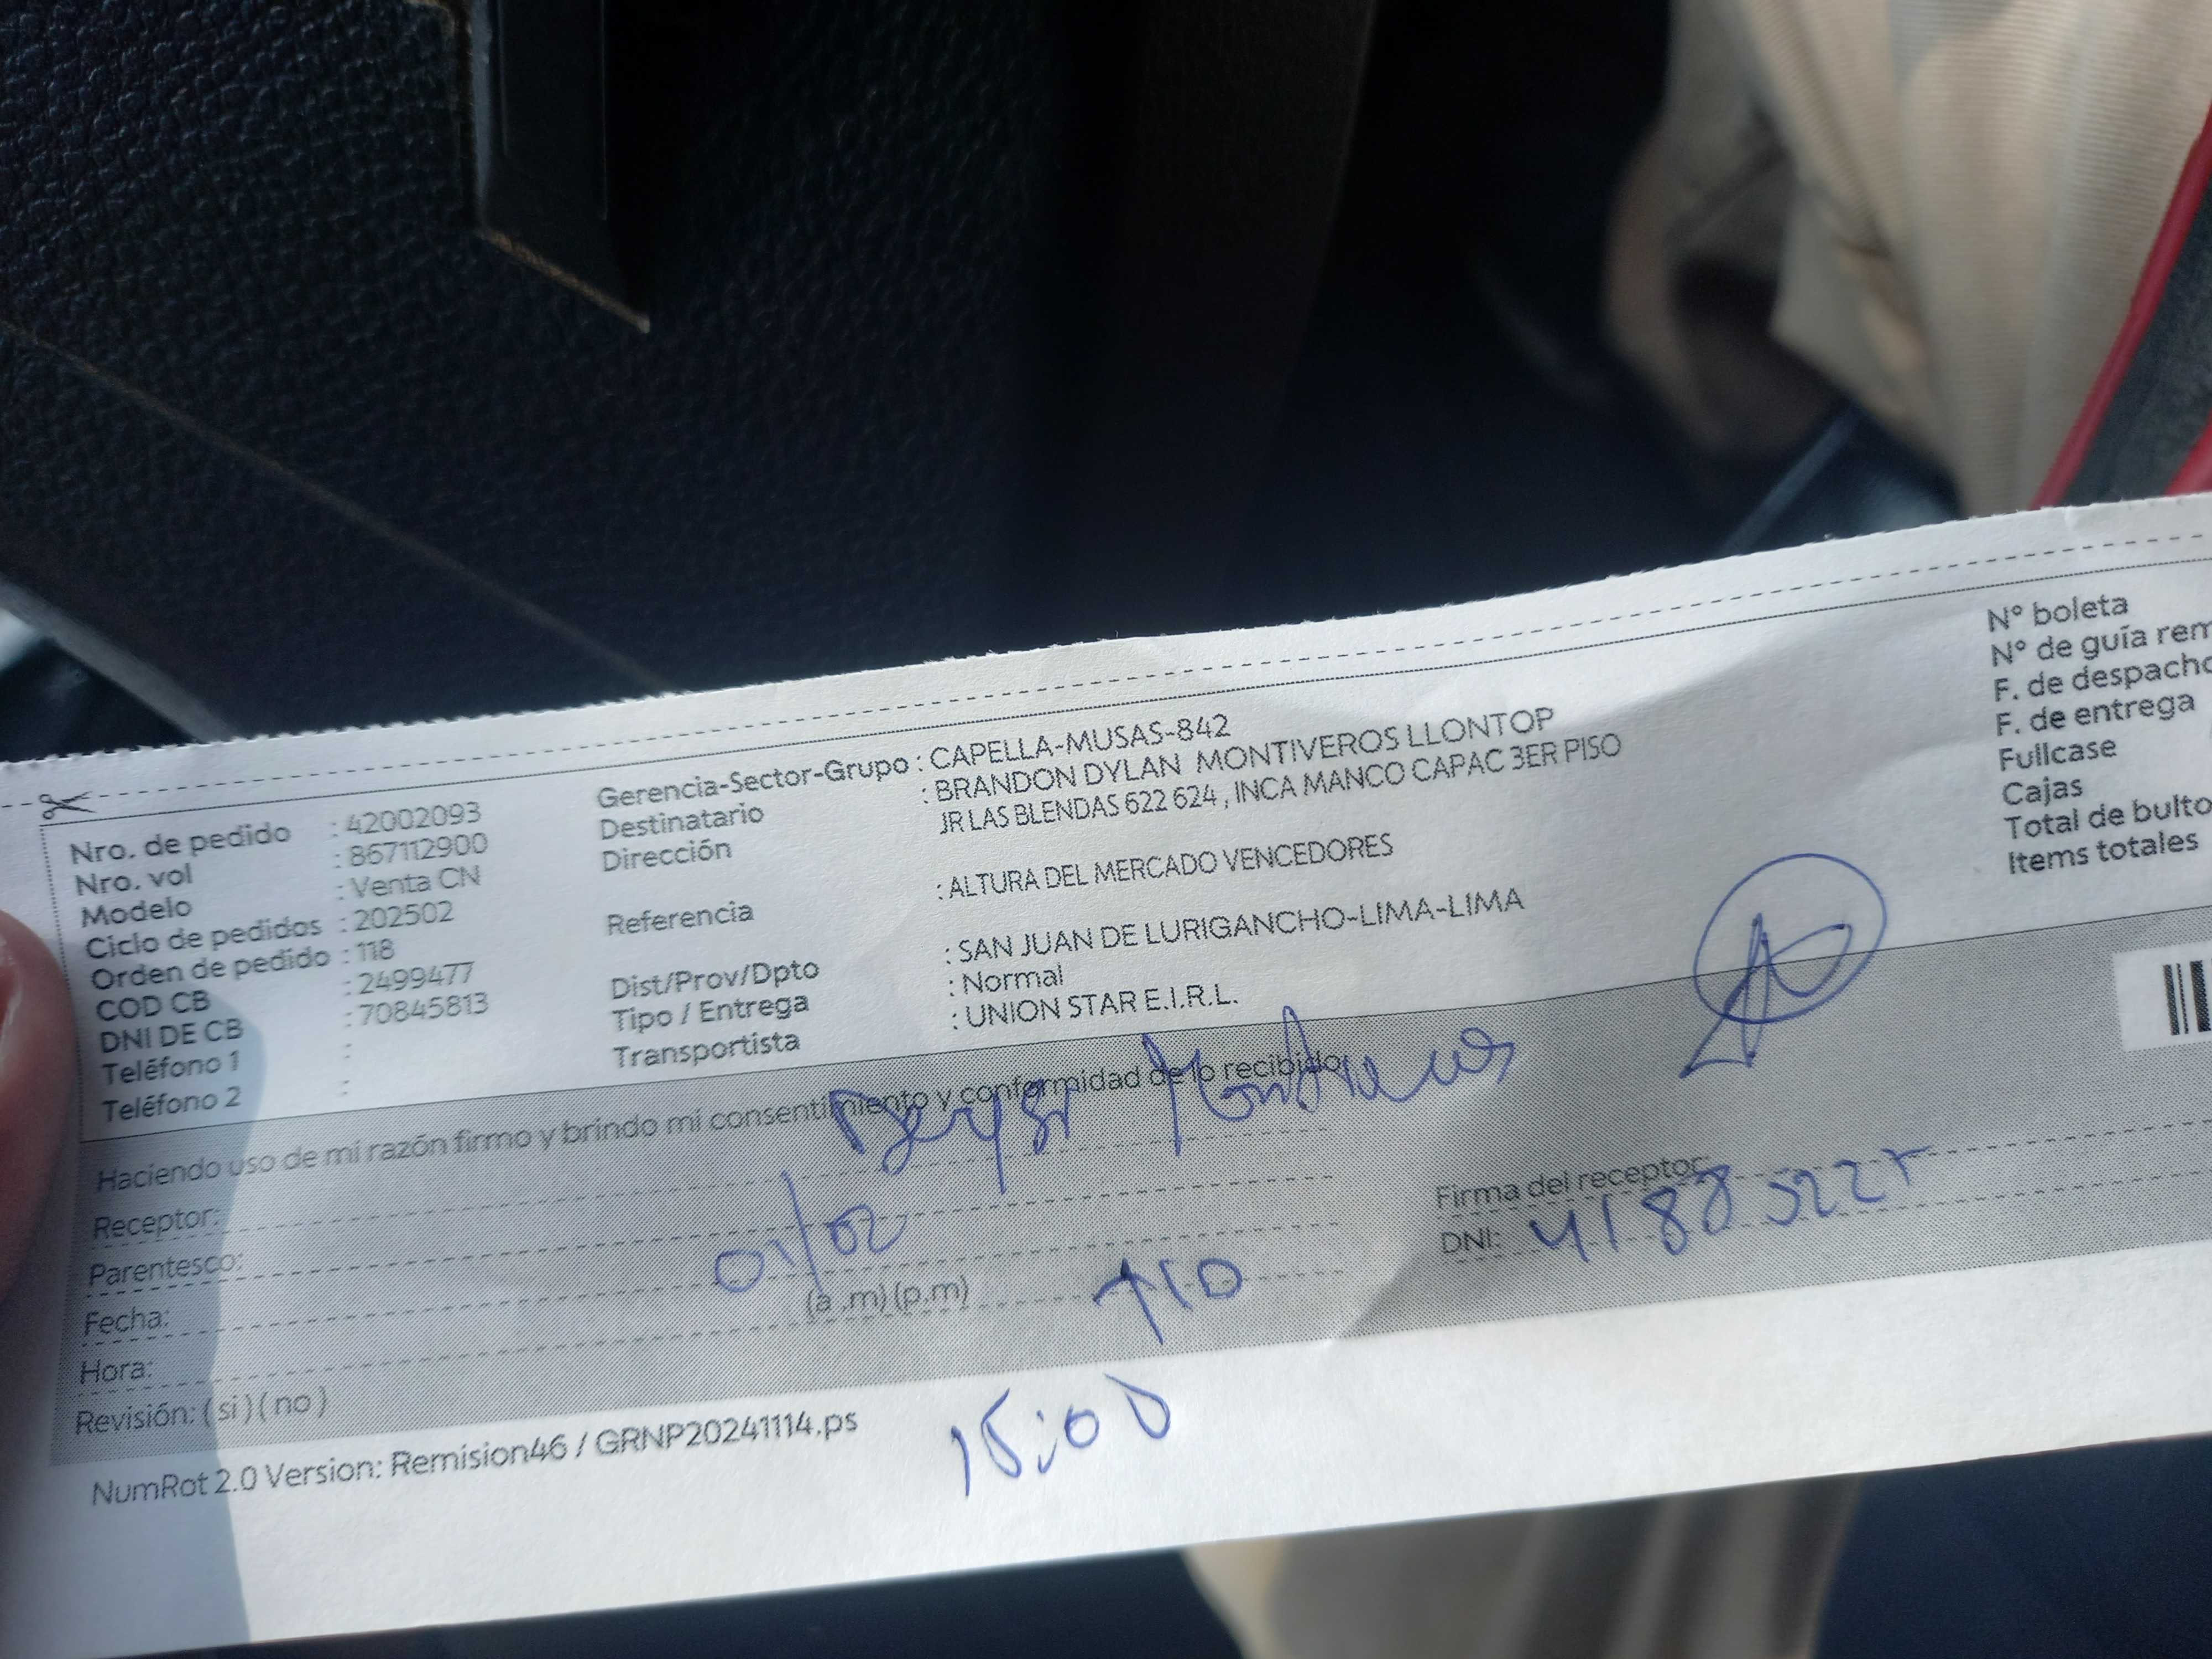 Nro. de pedido : 42002093
Nro. vol : 867112900
Modelo : Venta CN
Ciclo de pedidos : 202502
Orden de pedido : 118
COD CB : 2499477
DNI DE CB : 70845813
Teléfono 1 :
Teléfono 2 :
Gerencia-Sector-Grupo : CAPELLA-MUSAS-842
Destinatario : BRANDON DYLAN MONTIVEROS LLONTOP
Dirección JR LAS BLENDAS 622 624 , INCA MANCO CAPAC 3ER PISO
Referencia : ALTURA DEL MERCADO VENCEDORES
Dist/Prov/Dpto : SAN JUAN DE LURIGANCHO-LIMA-LIMA
Tipo / Entrega : Normal
Transportista : UNION STAR E.I.R.L.
N° boleta
N° de guía rem
F. de despacho
F. de entrega
Fullcase
Cajas
Total de bulto
Items totales
Haciendo uso de mi razón firmo y brindo mi consentimiento y conformidad de lo recibido
Receptor:
Parentesco:
Fecha: 01/02
Hora: (a .m) (p.m)
Revisión: ( si ) ( no )
Firma del receptor:
DNI: 4188522
15:00
NumRot 2.0 Version: Remision46 / GRNP20241114.ps